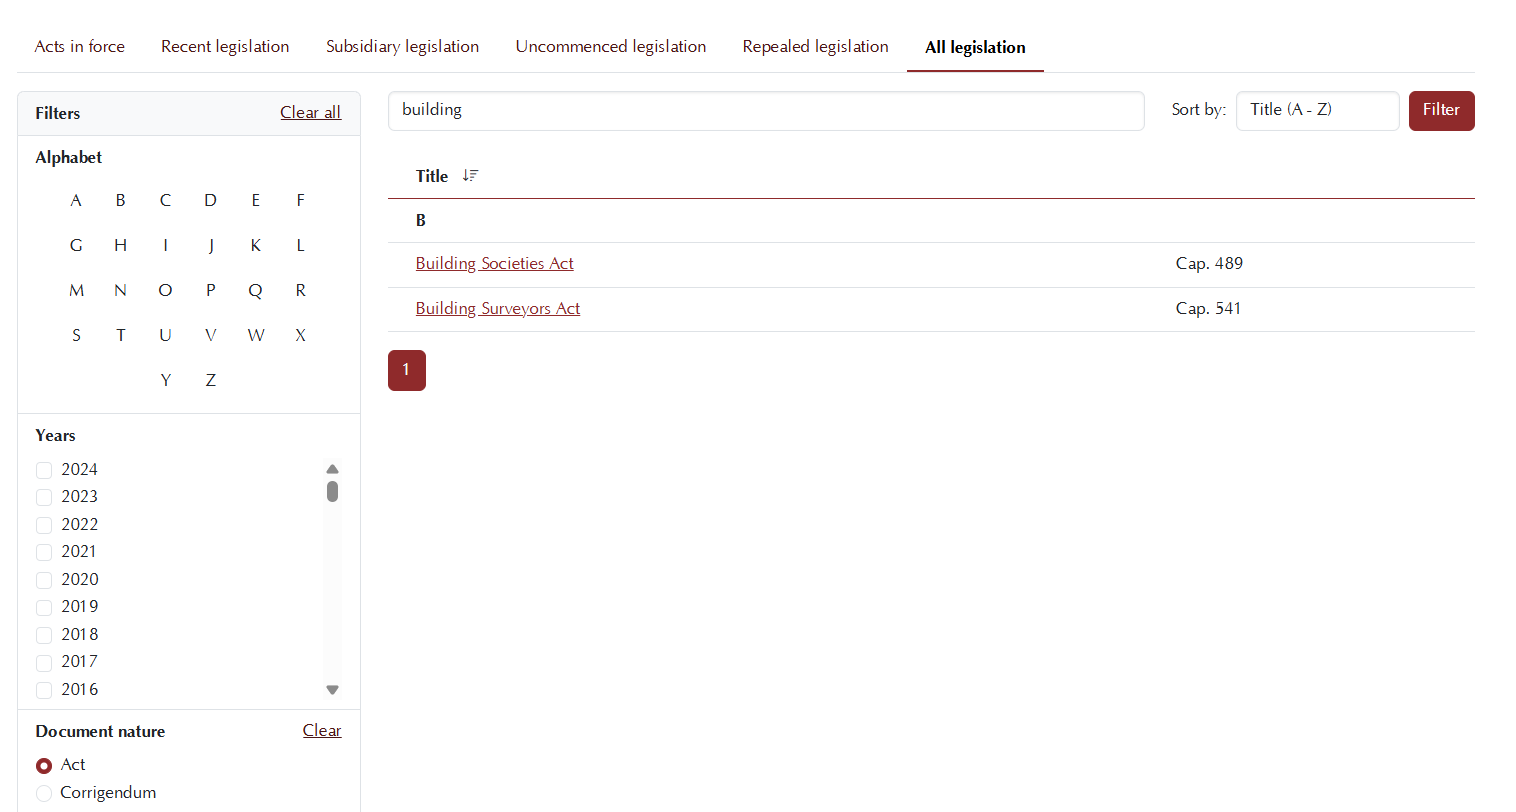 Acts in force Recent legislation Subsidiary legislation Uncommenced legislation Repealed legislation All legislation
Filters Clear all
Alphabet
A B C D E F
G H I J K L
M N O P Q R
S T U V W X
Y Z
Years
2024
2023
2022
2021
2020
2019
2018
2017
2016
Document nature Clear
Act
Corrigendum
building Sort by: Title (A - Z) Filter
Title
B
Building Societies Act Cap. 489
Building Surveyors Act Cap. 541
1